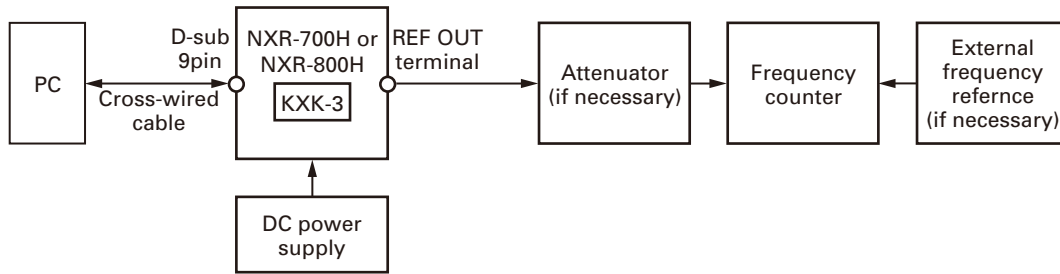 PC
D-sub
9pin
Cross-wired
cable
NXR-700H or
NXR-800H
KXK-3
REF OUT
terminal
Attenuator
(if necessary)
Frequency
counter
External
frequency
refernce
(if necessary)
DC power
supply